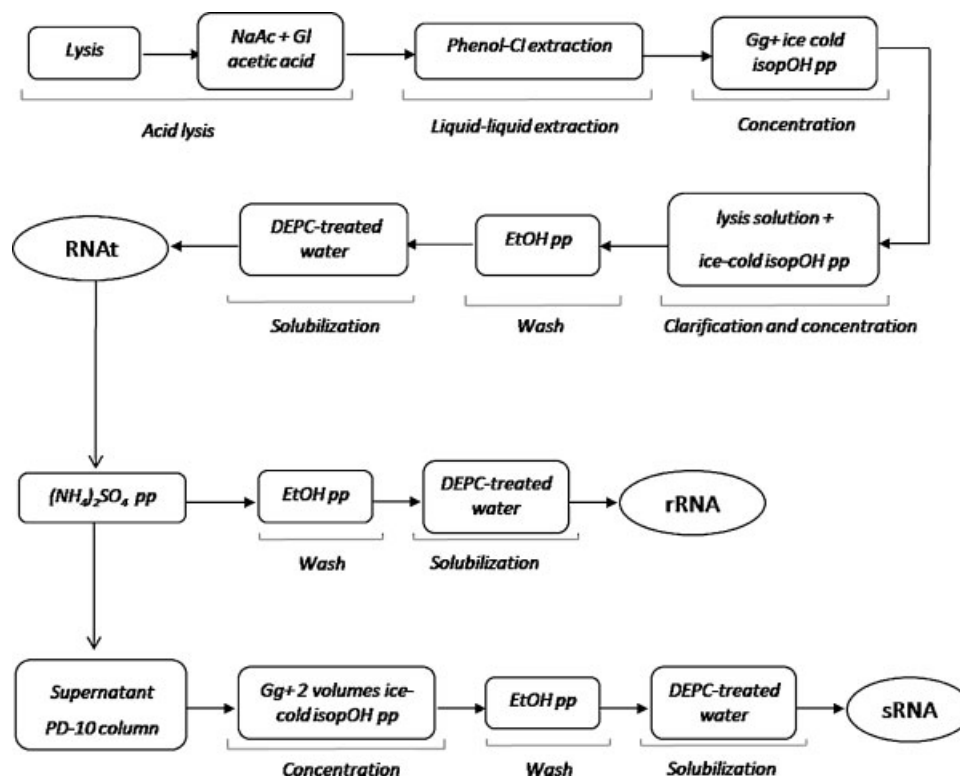 Lysis
NaAc + Gl
acetic acid
Phenol-Cl extraction
Gg+ ice cold
isopOH pp
Acid lysis
Liquid-liquid extraction
Concentration
RNAt
DEPC-treated
water
EtOH pp
lysis solution +
ice-cold isopOH pp
Solubilization
Wash
Clarification and concentration
(NH₄)₂SO₄ pp
EtOH pp
DEPC-treated
water
rRNA
Wash
Solubilization
Supernatant
PD-10 column
Gg+ 2 volumes ice-
cold isopOH pp
EtOH pp
DEPC-treated
water
sRNA
Concentration
Wash
Solubilization